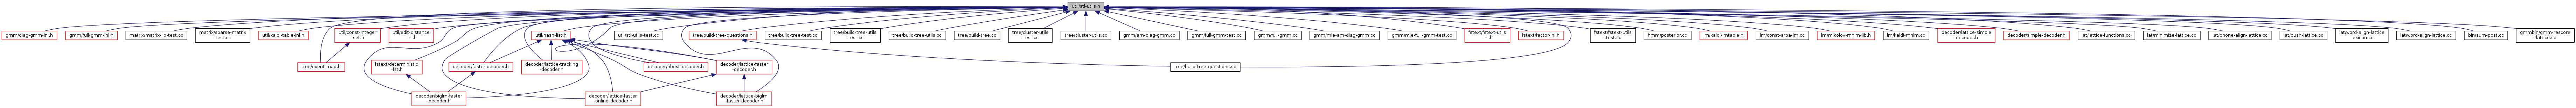 util/stl-utils.h
gmm/diag-gmm-inl.h
gmm/full-gmm-inl.h
matrix/matrix-lib-test.cc
matrix/sparse-matrix
-test.cc
util/kaldi-table-inl.h
util/const-integer
-set.h
util/edit-distance
-inl.h
util/hash-list.h
util/stl-utils-test.cc
tree/build-tree-questions.h
tree/build-tree-test.cc
tree/build-tree-utils
-test.cc
tree/build-tree-utils.cc
tree/build-tree.cc
tree/cluster-utils
-test.cc
tree/cluster-utils.cc
gmm/am-diag-gmm.cc
gmm/full-gmm-test.cc
gmm/full-gmm.cc
gmm/mle-am-diag-gmm.cc
gmm/mle-full-gmm-test.cc
fstext/fstext-utils
-inl.h
fstext/factor-inl.h
fstext/fstext-utils
-test.cc
hmm/posterior.cc
lm/kaldi-lmtable.h
lm/const-arpa-lm.cc
lm/mikolov-rnnlm-lib.h
lm/kaldi-rnnlm.cc
decoder/lattice-simple
-decoder.h
decoder/simple-decoder.h
lat/lattice-functions.cc
lat/minimize-lattice.cc
lat/phone-align-lattice.cc
lat/push-lattice.cc
lat/word-align-lattice
-lexicon.cc
lat/word-align-lattice.cc
bin/sum-post.cc
gmmbin/gmm-rescore
-lattice.cc
tree/event-map.h
fstext/deterministic
-fst.h
decoder/faster-decoder.h
decoder/lattice-tracking
-decoder.h
decoder/nbest-decoder.h
decoder/lattice-faster
-decoder.h
tree/build-tree-questions.cc
decoder/biglm-faster
-decoder.h
decoder/lattice-faster
-online-decoder.h
decoder/lattice-biglm
-faster-decoder.h